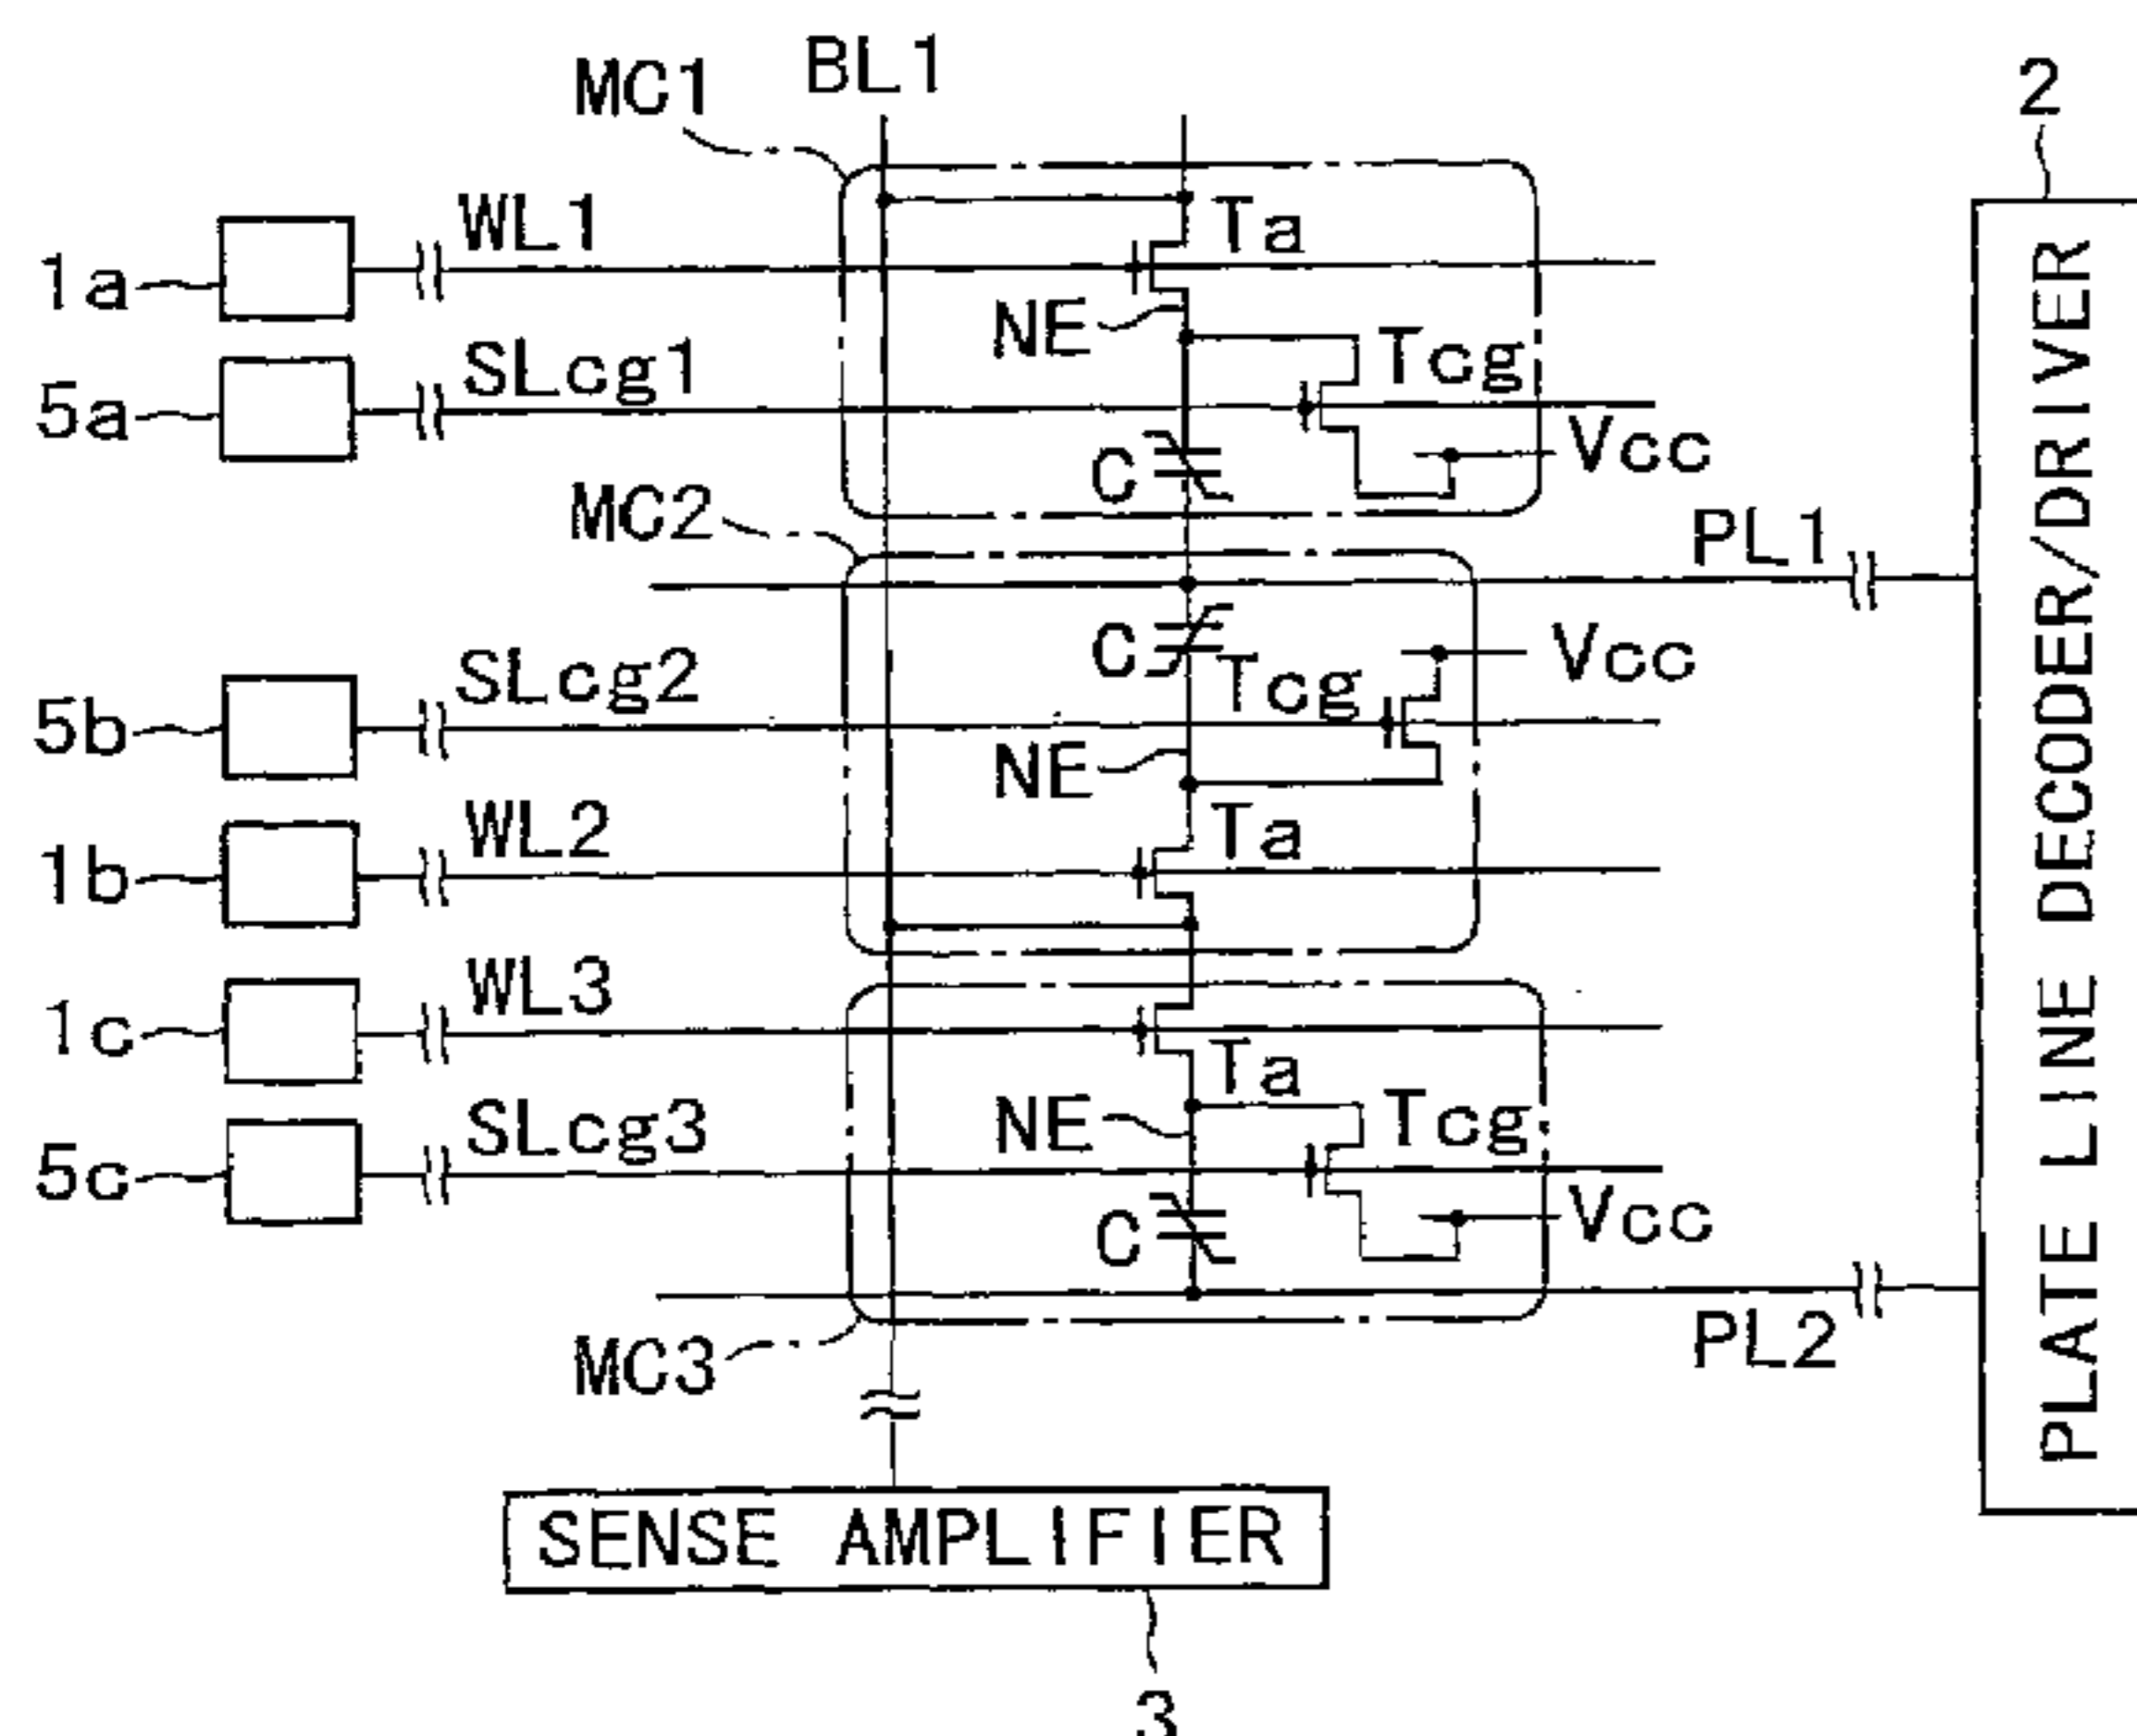 BL1
MC1
2
WL1
Ta
1a
NE
SLcg1
Tcg
5a
Vcc
C
MC2
PL1
C
SLcg2
Tcg
Vcc
5b
NE
WL2
Ta
1b
WL3
1c
Ta
NE
SLcg3
Tcg
5c
Vcc
C
PL2
MC3
PLATE LINE DECODER/DRIVER
SENSE AMPLIFIER
3